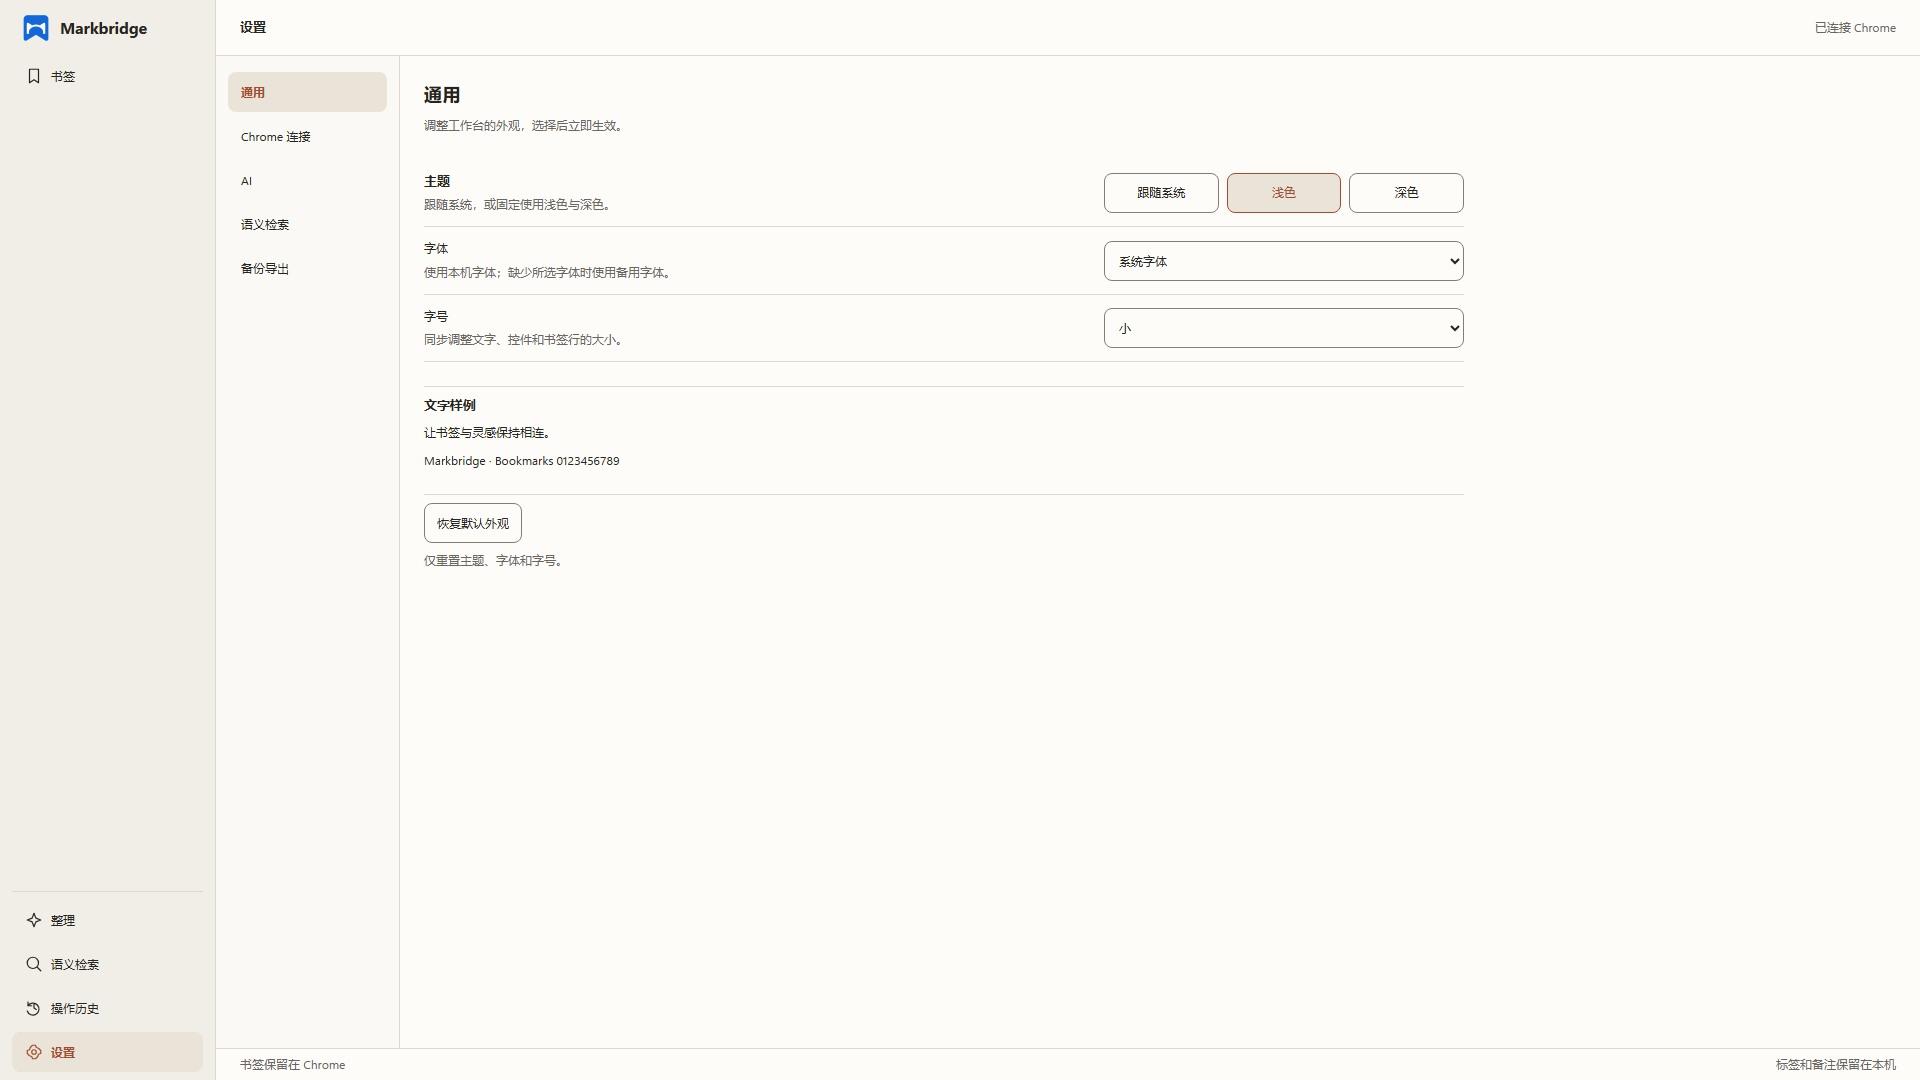 Markbridge
书签
整理
语义检索
操作历史
设置
设置
已连接 Chrome
通用
Chrome 连接
AI
语义检索
备份导出
通用
调整工作台的外观，选择后立即生效。
主题
跟随系统，或固定使用浅色与深色。
跟随系统
浅色
深色
字体
使用本机字体；缺少所选字体时使用备用字体。
系统字体
字号
同步调整文字、控件和书签行的大小。
小
文字样例
让书签与灵感保持相连。
Markbridge · Bookmarks 0123456789
恢复默认外观
仅重置主题、字体和字号。
书签保留在 Chrome
标签和备注保留在本机